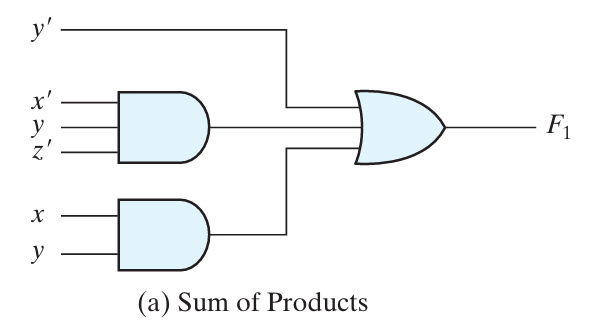 y′
x′
y
z′
F₁
x
y
(a) Sum of Products